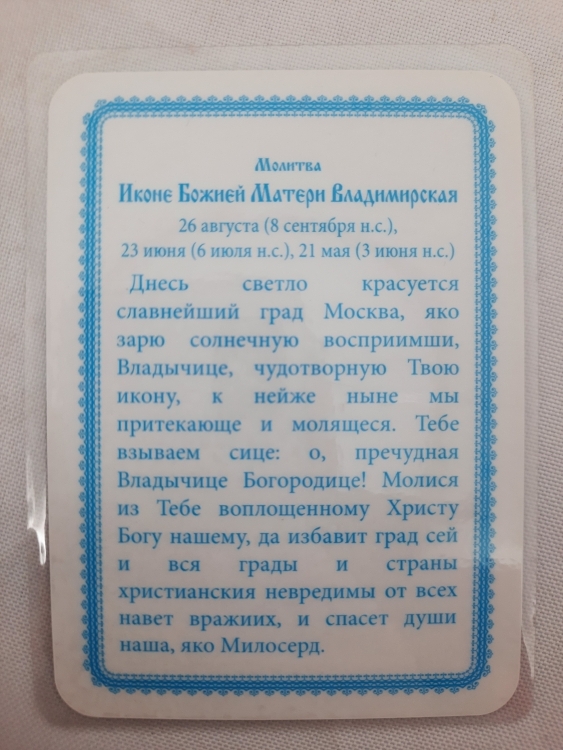 Молитва
Иконе Божией Матери Владимирская
26 августа (8 сентября н.с.),
23 июня (6 июля н.с.), 21 мая (3 июня н.с.)
Днесь светло красуется
славнейший град Москва, яко
зарю солнечную восприимши,
Владычице, чудотворную Твою
икону, к нейже ныне мы
притекающе и молящеся. Тебе
взываем сице: о, пречудная
Владычице Богородице! Молися
из Тебе воплощенному Христу
Богу нашему, да избавит град сей
и вся грады и страны
християнския невредимы от всех
навет вражиих, и спасет души
наша, яко Милосерд.